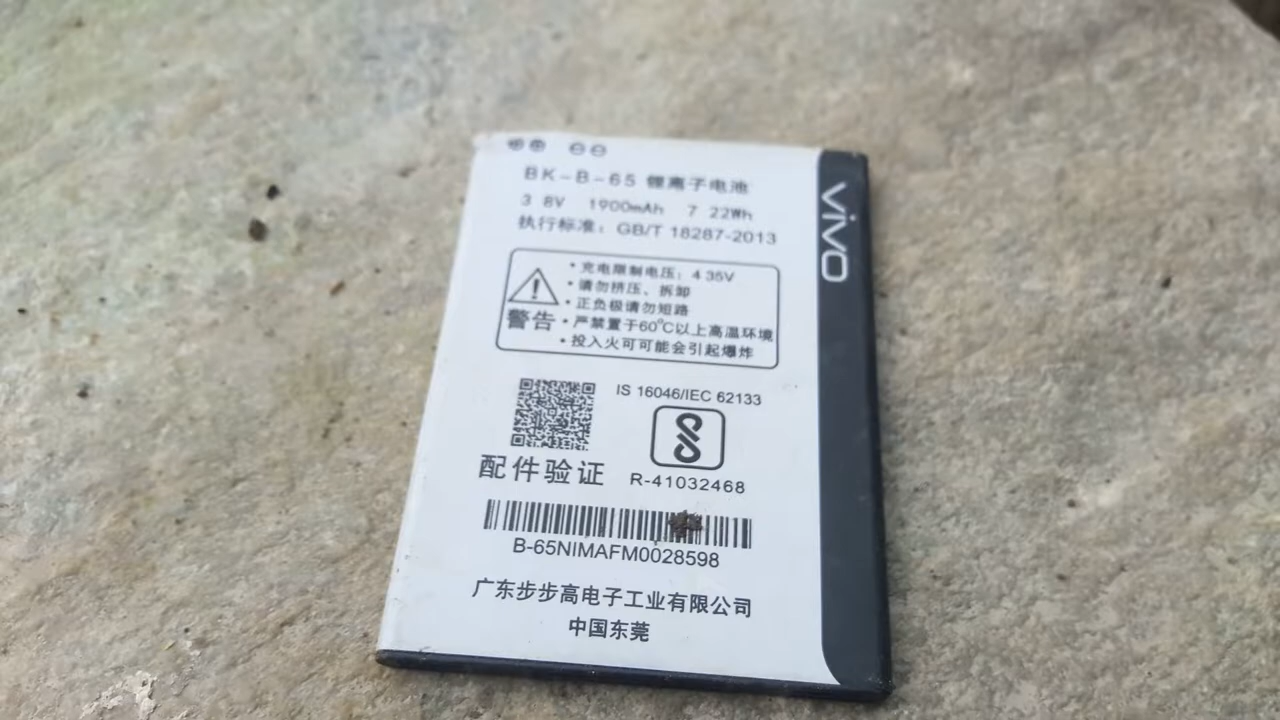 BK-B-65 锂离子电池
3.8V 1900mAh 7.22Wh
执行标准：GB/T 18287-2013
vivo
警告
• 充电限制电压：4.35V
• 请勿挤压、拆卸
• 正负极请勿短路
• 严禁置于60℃以上高温环境
• 投入火可可能会引起爆炸
IS 16046/IEC 62133
配件验证
R-41032468
B-65NIMAFM0028598
广东步步高电子工业有限公司
中国东莞